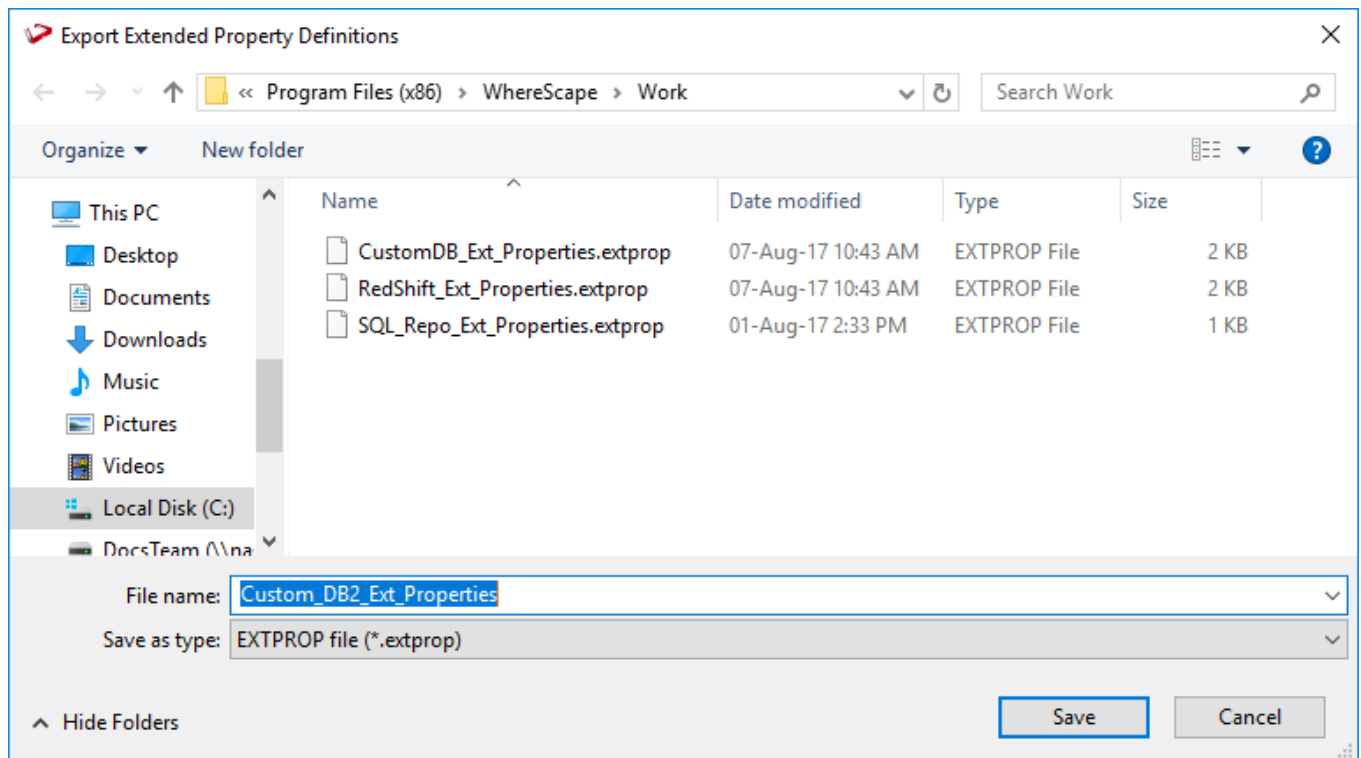 Export Extended Property Definitions
« Program Files (x86) › WhereScape › Work
Search Work
Organize
New folder
?
This PC
Desktop
Documents
Downloads
Music
Pictures
Videos
Local Disk (C:)
DocsTeam (\\na
Name Date modified Type Size
CustomDB_Ext_Properties.extprop 07-Aug-17 10:43 AM EXTPROP File 2 KB
RedShift_Ext_Properties.extprop 07-Aug-17 10:43 AM EXTPROP File 2 KB
SQL_Repo_Ext_Properties.extprop 01-Aug-17 2:33 PM EXTPROP File 1 KB
File name: Custom_DB2_Ext_Properties
Save as type: EXTPROP file (*.extprop)
Hide Folders
Save
Cancel